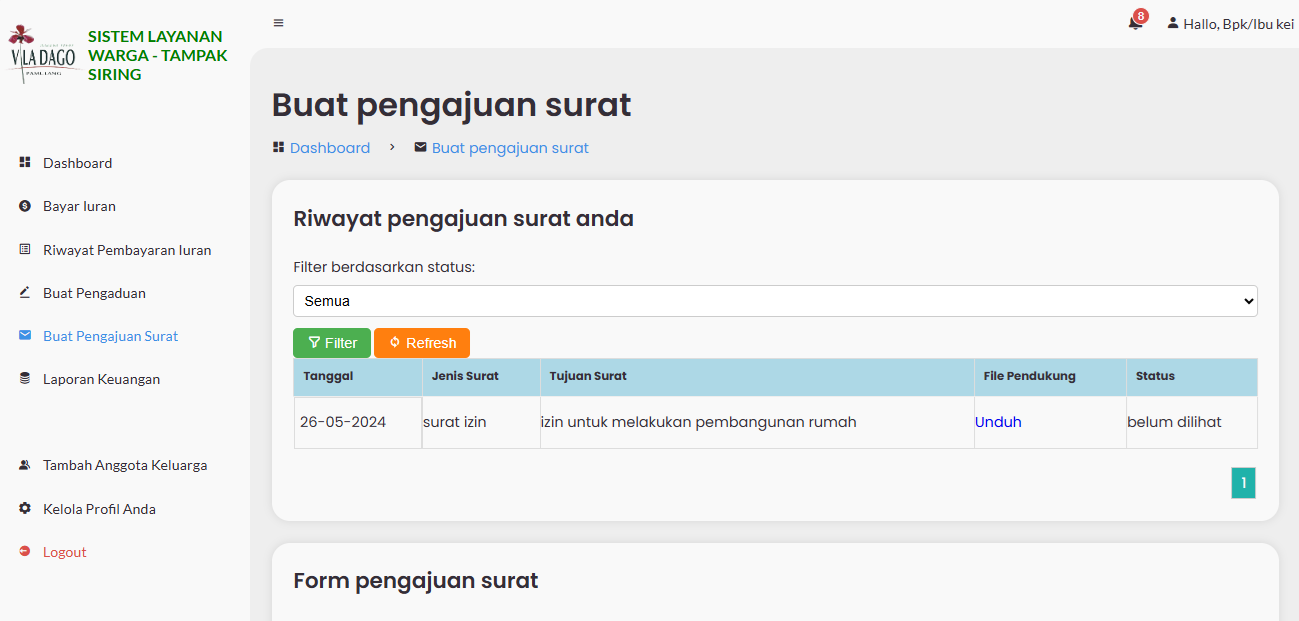 VILA DAGO
PAMULANG
SISTEM LAYANAN
WARGA - TAMPAK
SIRING
8
Hallo, Bpk/Ibu kei
Dashboard
Bayar Iuran
Riwayat Pembayaran Iuran
Buat Pengaduan
Buat Pengajuan Surat
Laporan Keuangan
Tambah Anggota Keluarga
Kelola Profil Anda
Logout
Buat pengajuan surat
Dashboard > Buat pengajuan surat
Riwayat pengajuan surat anda
Filter berdasarkan status:
Semua
Filter Refresh
Tanggal Jenis Surat Tujuan Surat File Pendukung Status
26-05-2024 surat izin izin untuk melakukan pembangunan rumah Unduh belum dilihat
1
Form pengajuan surat